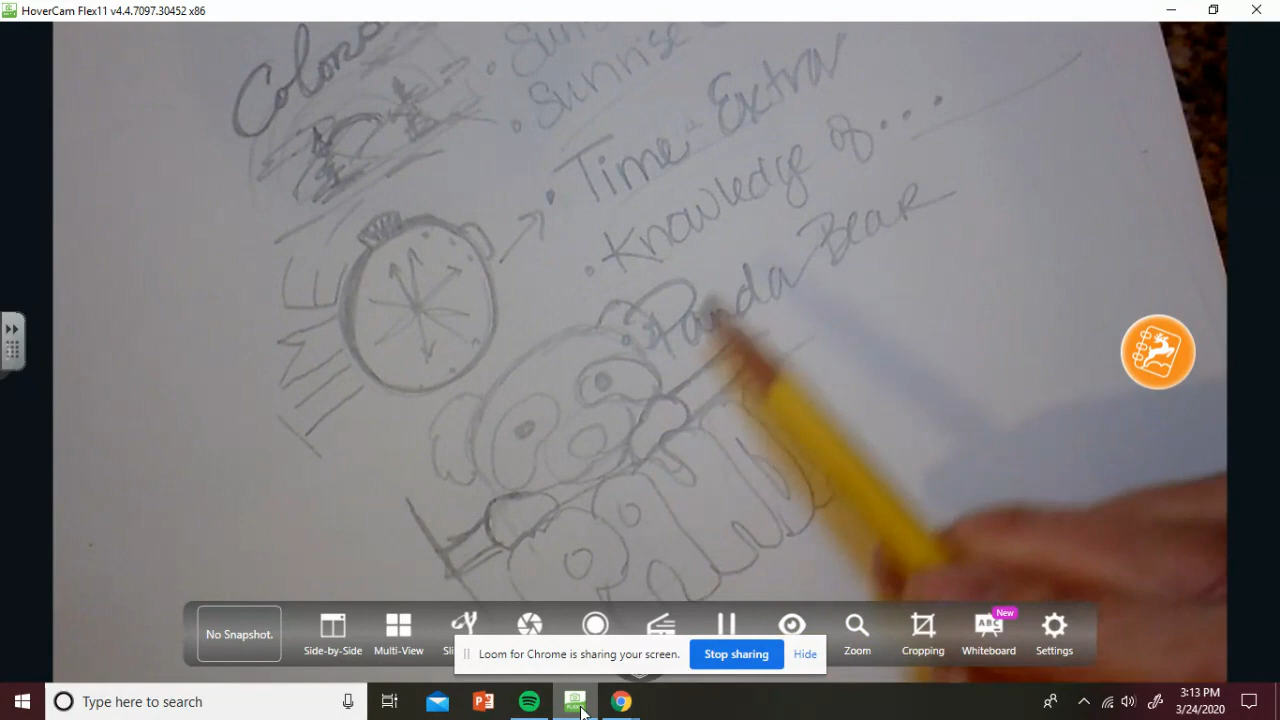 HoverCam Flex11 v4.4.7097.30452 x86
Sunrise
• Time Extra
• Knowledge of...
• Panda Bear
TIME
No Snapshot.
Side-by-Side
Multi-View
Zoom
Cropping
New
ABC
Whiteboard
Settings
Loom for Chrome is sharing your screen.
Stop sharing
Hide
Type here to search
3:13 PM
3/24/2020